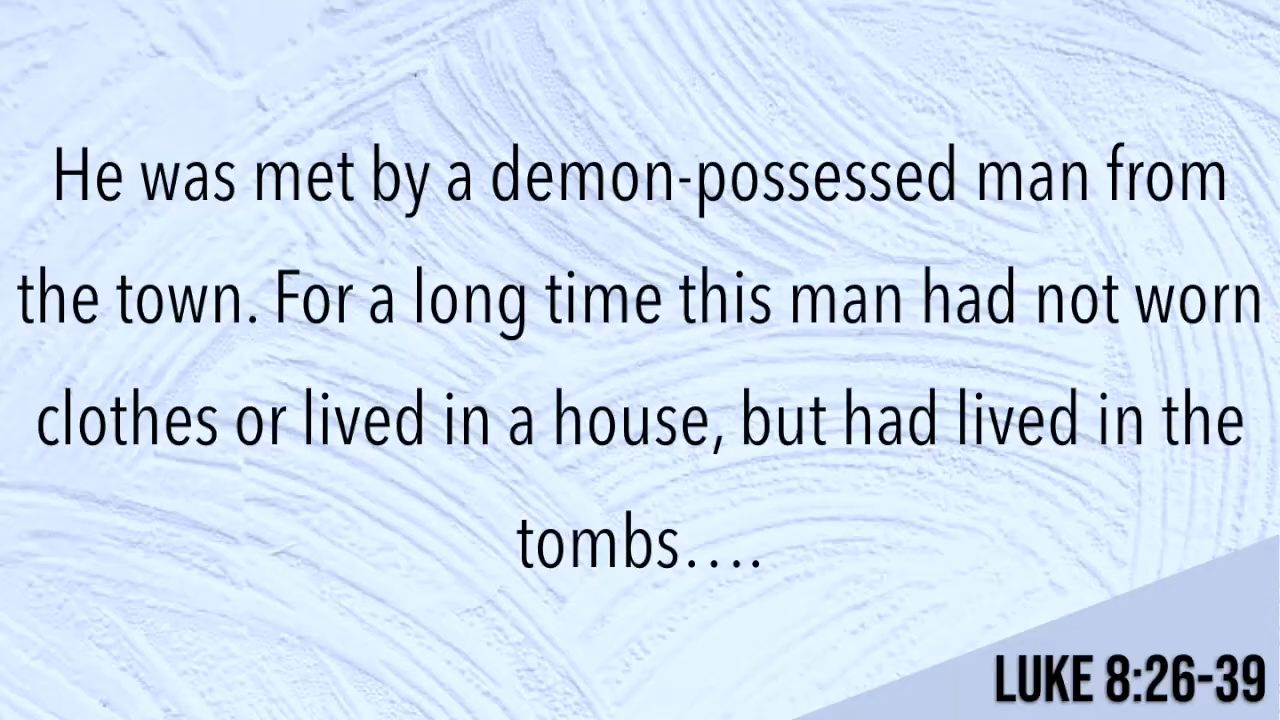 He was met by a demon-possessed man from
the town. For a long time this man had not worn
clothes or lived in a house, but had lived in the
tombs....
LUKE 8:26-39